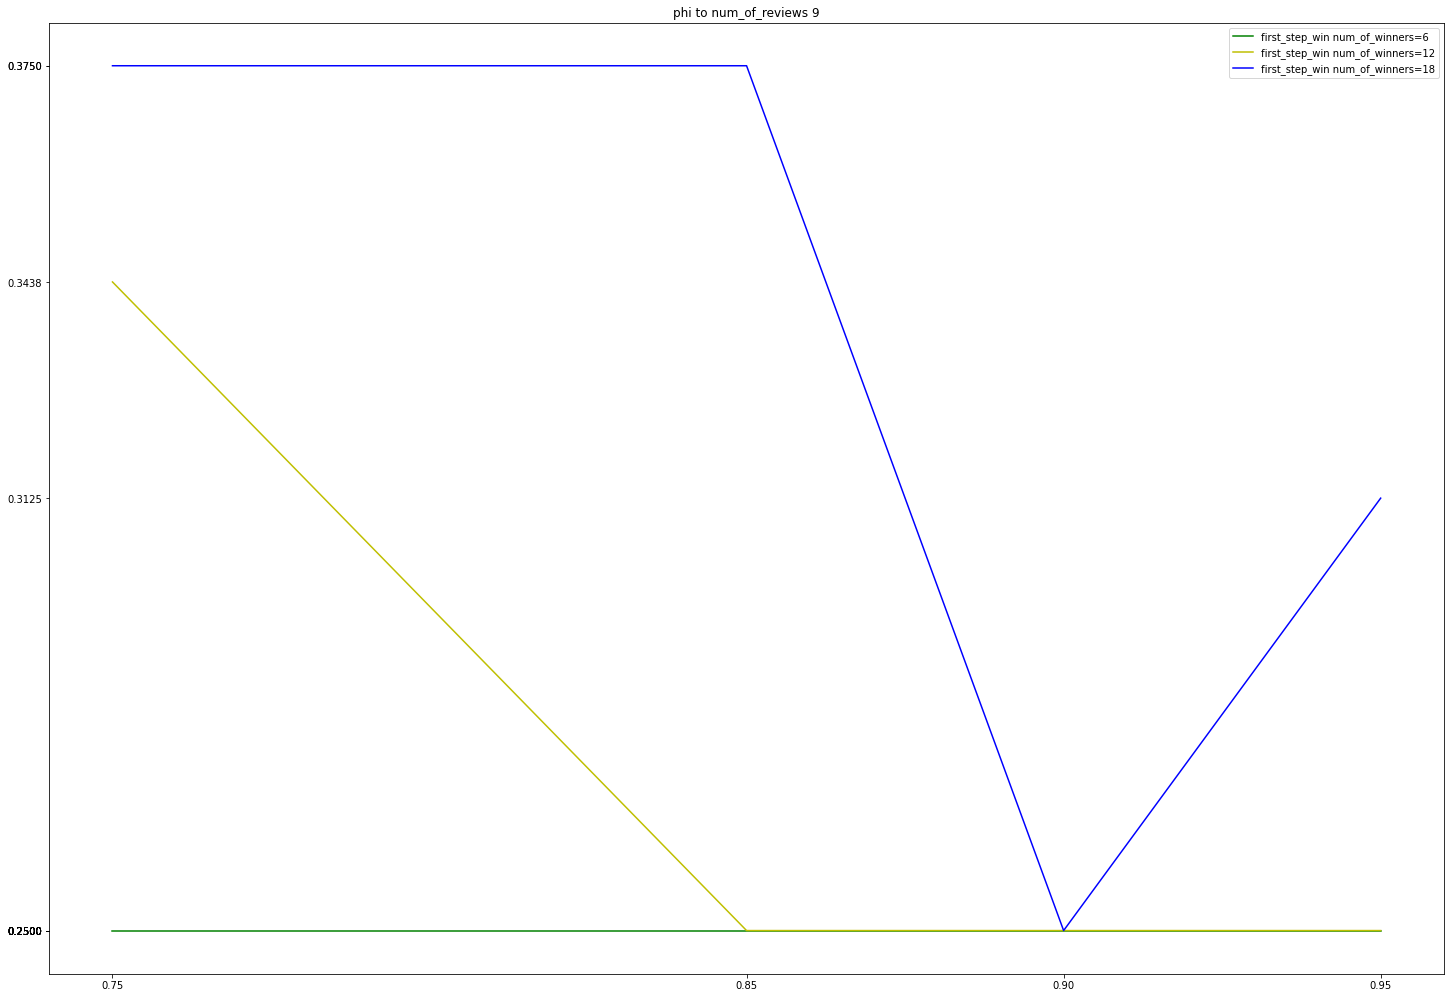 phi to num_of_reviews 9
first_step_win num_of_winners=6
first_step_win num_of_winners=12
first_step_win num_of_winners=18
0.3750
0.3438
0.3125
0.2500
0.75 0.85 0.90 0.95